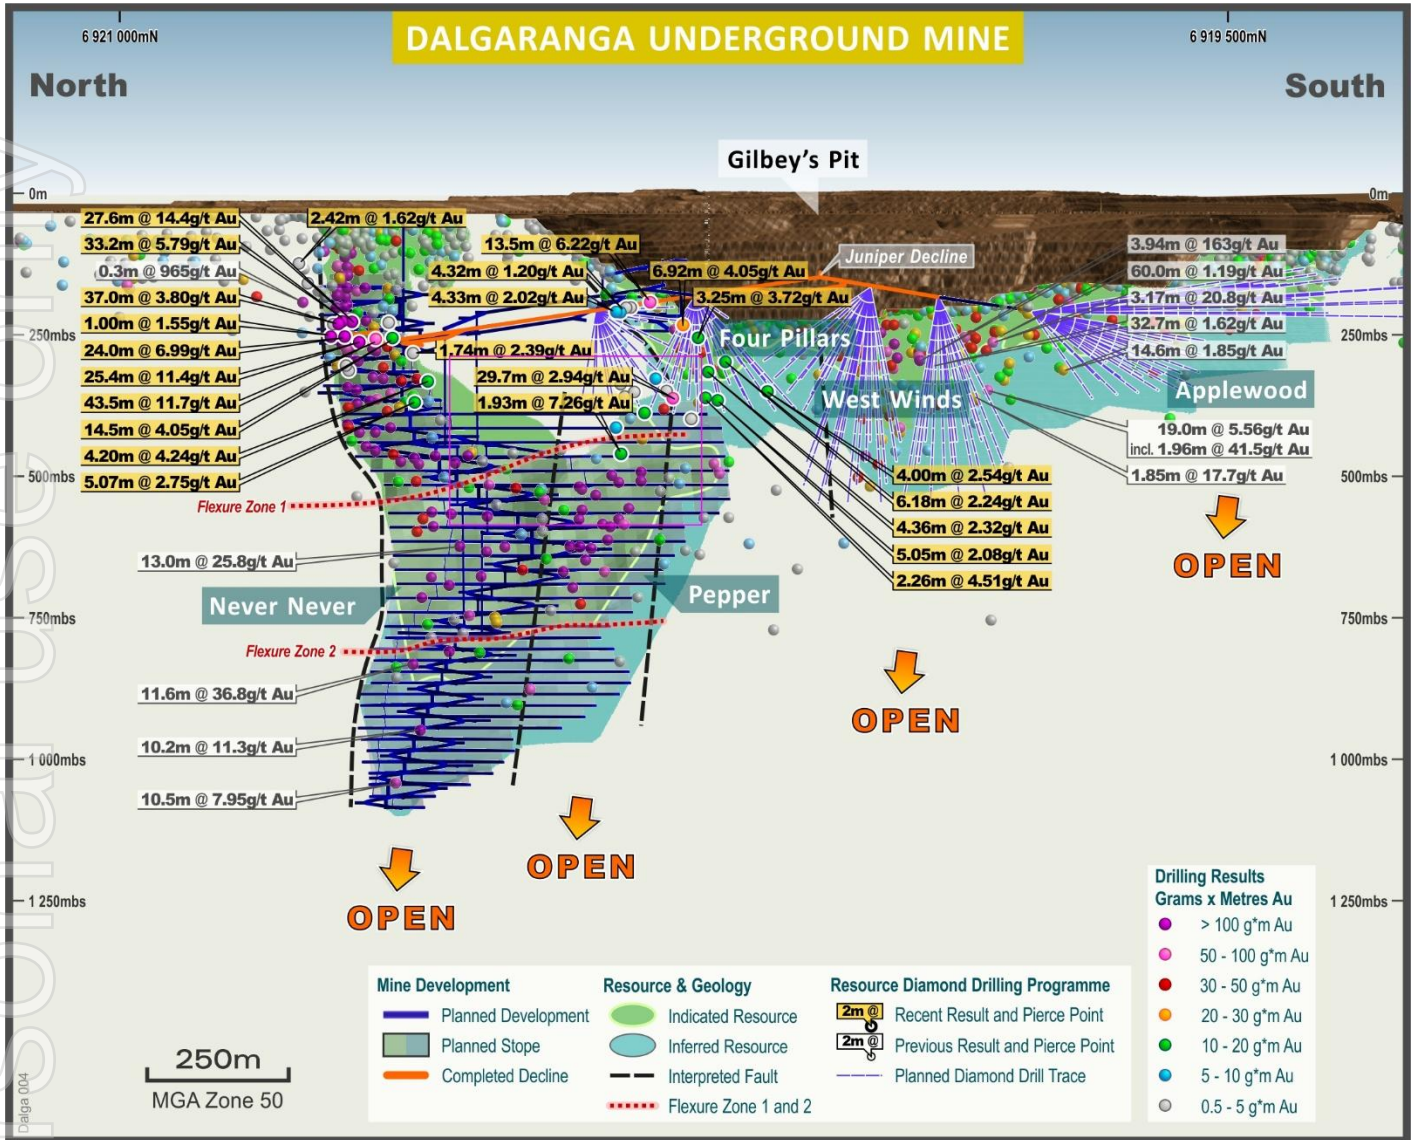 6 921 000mN
DALGARANGA UNDERGROUND MINE
6 919 500mN
North
South
Gilbey's Pit
0m
0m
27.6m @ 14.4g/t Au
2.42m @ 1.62g/t Au
33.2m @ 5.79g/t Au
13.5m @ 6.22g/t Au
3.94m @ 163g/t Au
Juniper Decline
0.3m @ 965g/t Au
4.32m @ 1.20g/t Au
6.92m @ 4.05g/t Au
60.0m @ 1.19g/t Au
37.0m @ 3.80g/t Au
4.33m @ 2.02g/t Au
3.25m @ 3.72g/t Au
3.17m @ 20.8g/t Au
1.00m @ 1.55g/t Au
32.7m @ 1.62g/t Au
250mbs
250mbs
Four Pillars
24.0m @ 6.99g/t Au
1.74m @ 2.39g/t Au
14.6m @ 1.85g/t Au
25.4m @ 11.4g/t Au
29.7m @ 2.94g/t Au
Applewood
43.5m @ 11.7g/t Au
1.93m @ 7.26g/t Au
West Winds
14.5m @ 4.05g/t Au
19.0m @ 5.56g/t Au
incl. 1.96m @ 41.5g/t Au
4.20m @ 4.24g/t Au
5.07m @ 2.75g/t Au
4.00m @ 2.54g/t Au
1.85m @ 17.7g/t Au
500mbs
500mbs
Flexure Zone 1
6.18m @ 2.24g/t Au
4.36m @ 2.32g/t Au
5.05m @ 2.08g/t Au
OPEN
13.0m @ 25.8g/t Au
2.26m @ 4.51g/t Au
Never Never
Pepper
750mbs
750mbs
Flexure Zone 2
11.6m @ 36.8g/t Au
OPEN
10.2m @ 11.3g/t Au
1 000mbs
1 000mbs
10.5m @ 7.95g/t Au
OPEN
OPEN
1 250mbs
1 250mbs
Drilling Results
Grams x Metres Au
> 100 g*m Au
50 - 100 g*m Au
30 - 50 g*m Au
20 - 30 g*m Au
10 - 20 g*m Au
5 - 10 g*m Au
0.5 - 5 g*m Au
Mine Development
Planned Development
Planned Stope
Completed Decline
Resource & Geology
Indicated Resource
Inferred Resource
Interpreted Fault
Flexure Zone 1 and 2
Resource Diamond Drilling Programme
2m @
Recent Result and Pierce Point
2m @
Previous Result and Pierce Point
Planned Diamond Drill Trace
250m
MGA Zone 50
Dalga 004